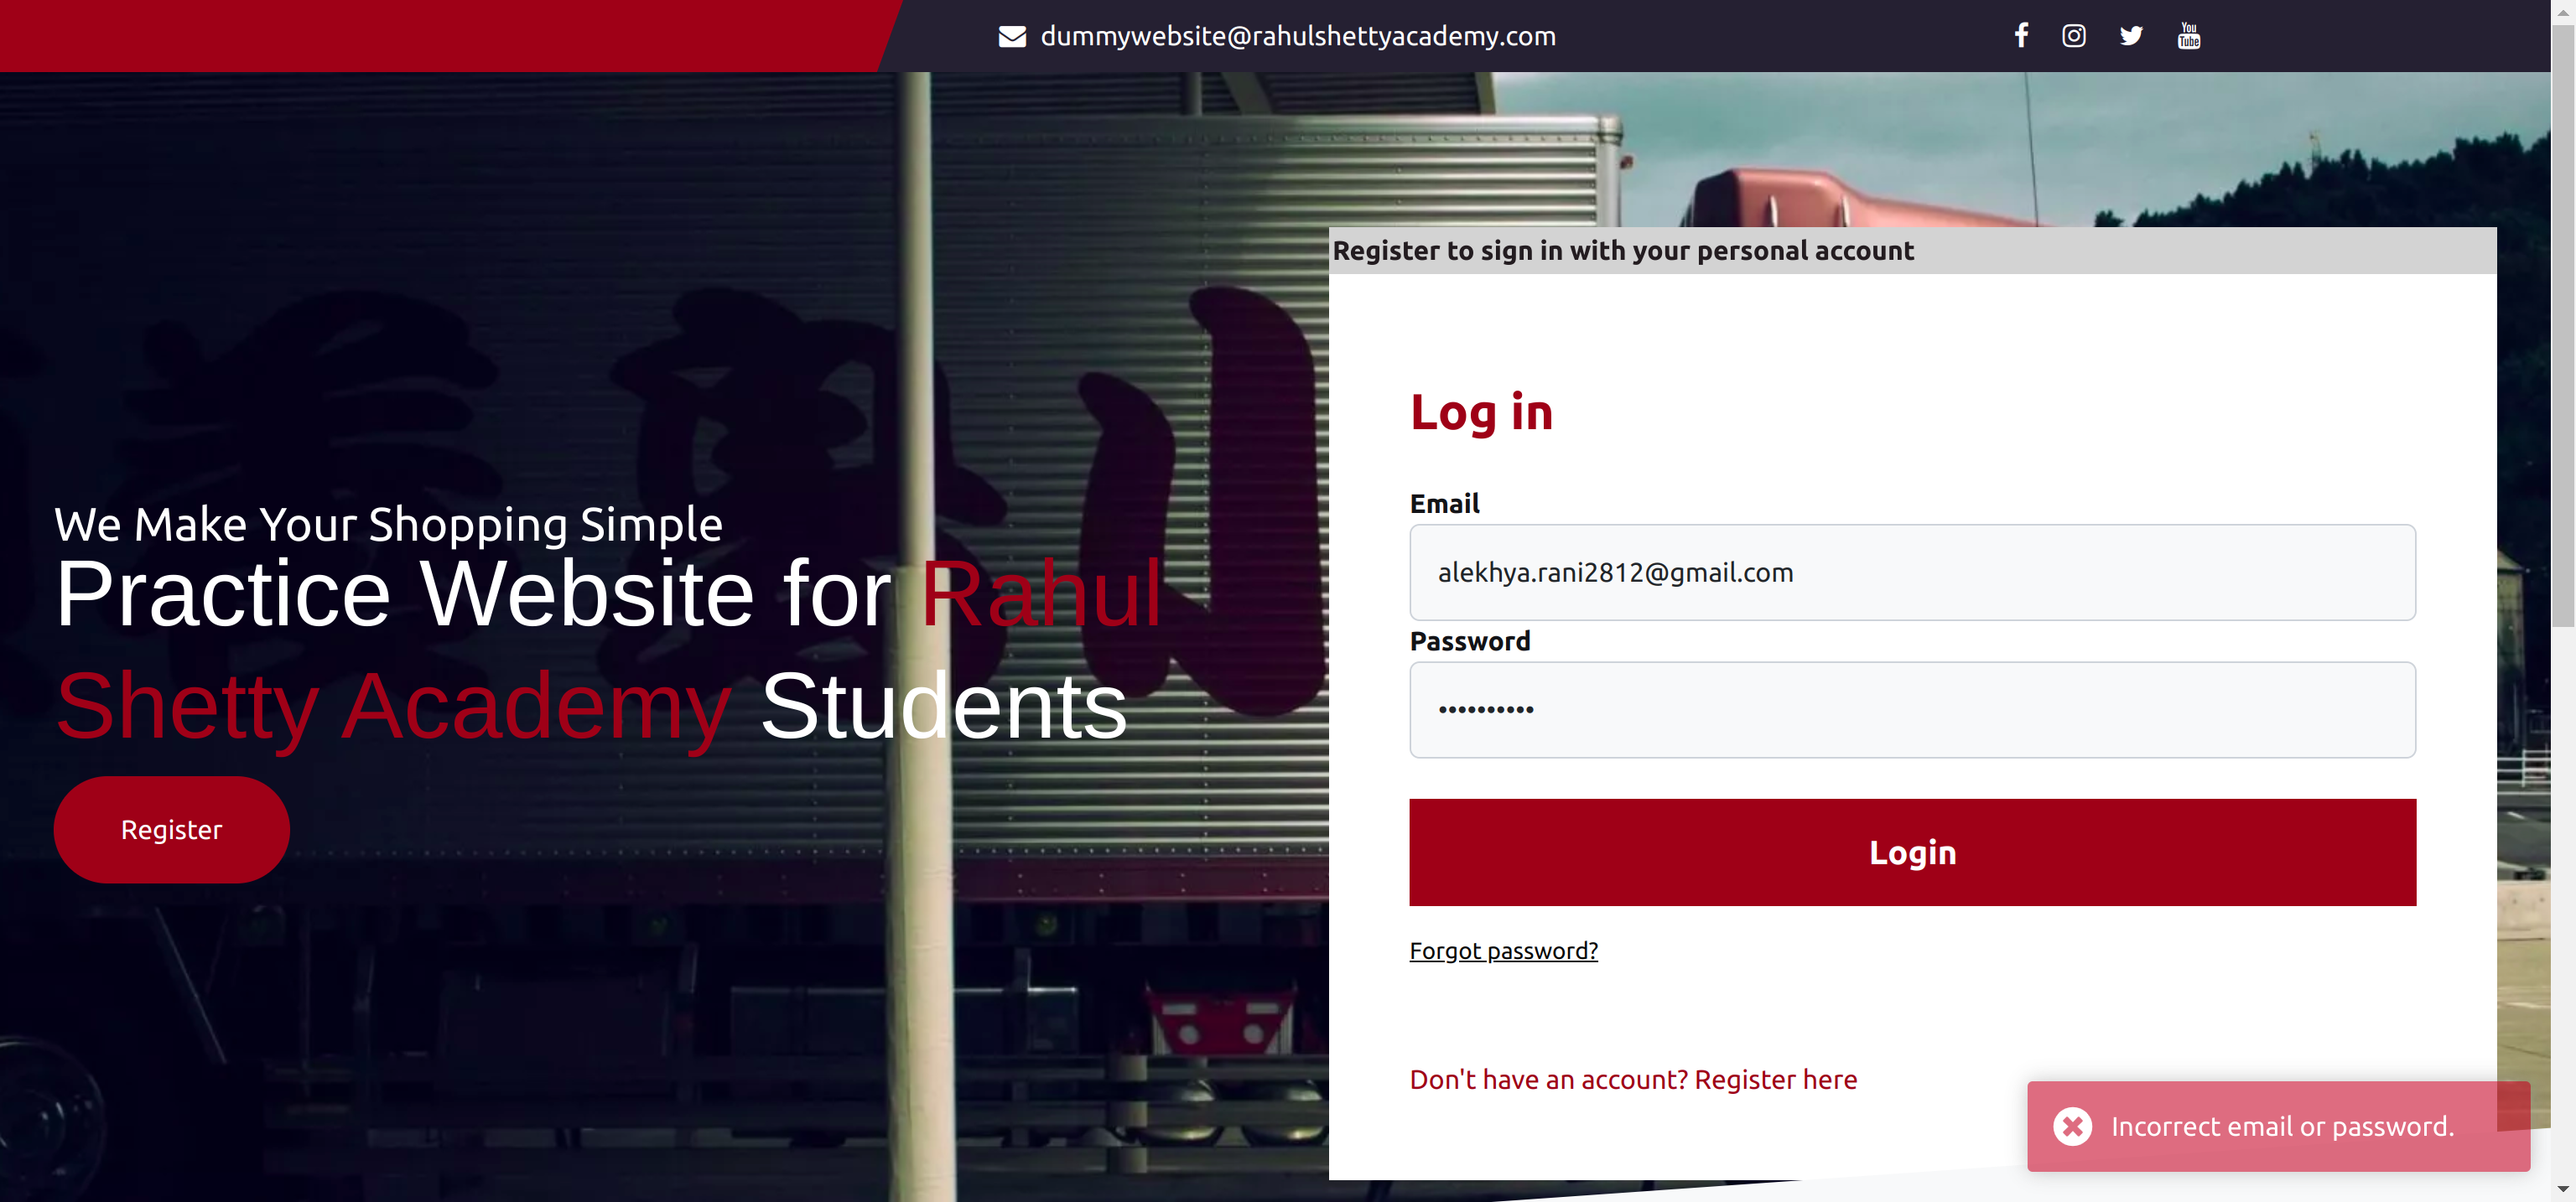 dummywebsite@rahulshettyacademy.com
You
Tube
We Make Your Shopping Simple
Practice Website for Rahul
Shetty Academy Students
Register
Register to sign in with your personal account
Log in
Email
alekhya.rani2812@gmail.com
Password
••••••••••
Login
Forgot password?
Don't have an account? Register here
Incorrect email or password.